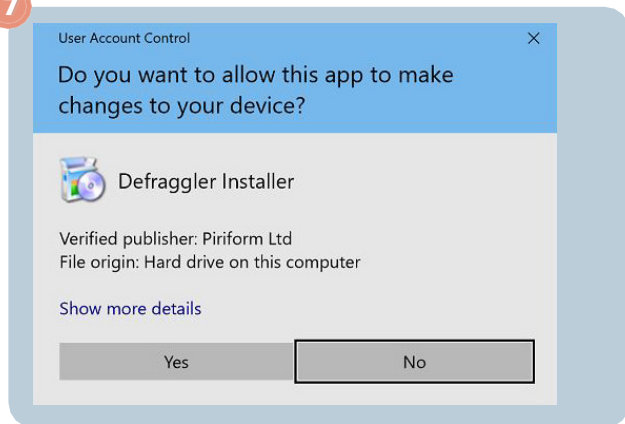 7
User Account Control
Do you want to allow this app to make
changes to your device?
Defraggler Installer
Verified publisher: Piriform Ltd
File origin: Hard drive on this computer
Show more details
Yes
No